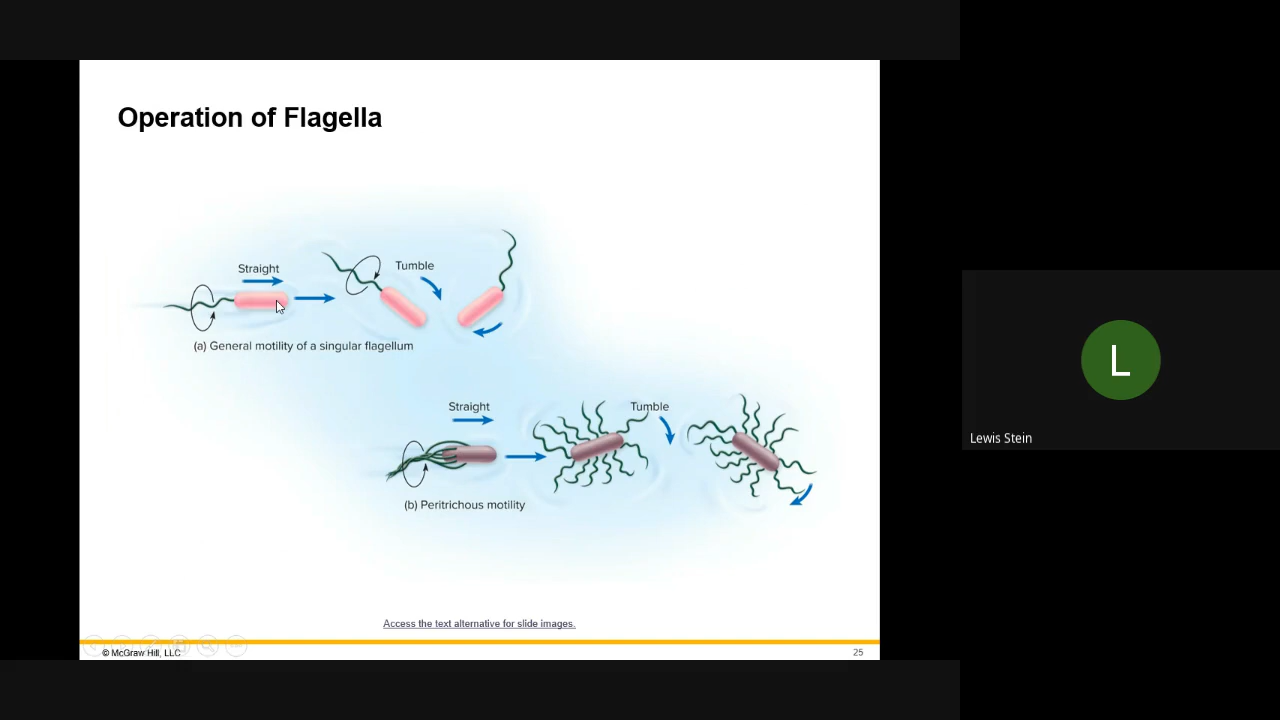 Operation of Flagella
Straight
Tumble
(a) General motility of a singular flagellum
Straight
Tumble
(b) Peritrichous motility
Access the text alternative for slide images.
© McGraw Hill, LLC
25
L
Lewis Stein